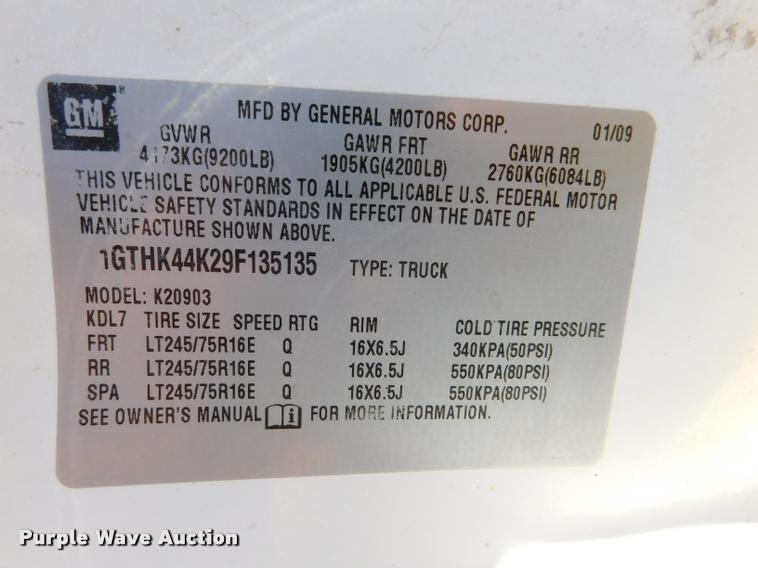 GM
MFD BY GENERAL MOTORS CORP. 01/09
GVWR GAWR FRT GAWR RR
4173KG(9200LB) 1905KG(4200LB) 2760KG(6084LB)
THIS VEHICLE CONFORMS TO ALL APPLICABLE U.S. FEDERAL MOTOR
VEHICLE SAFETY STANDARDS IN EFFECT ON THE DATE OF
MANUFACTURE SHOWN ABOVE.
1GTHK44K29F135135 TYPE: TRUCK
MODEL: K20903
KDL7 TIRE SIZE SPEED RTG RIM COLD TIRE PRESSURE
FRT LT245/75R16E Q 16X6.5J 340KPA(50PSI)
RR LT245/75R16E Q 16X6.5J 550KPA(80PSI)
SPA LT245/75R16E Q 16X6.5J 550KPA(80PSI)
SEE OWNER'S MANUAL i FOR MORE INFORMATION.
Purple Wave Auction